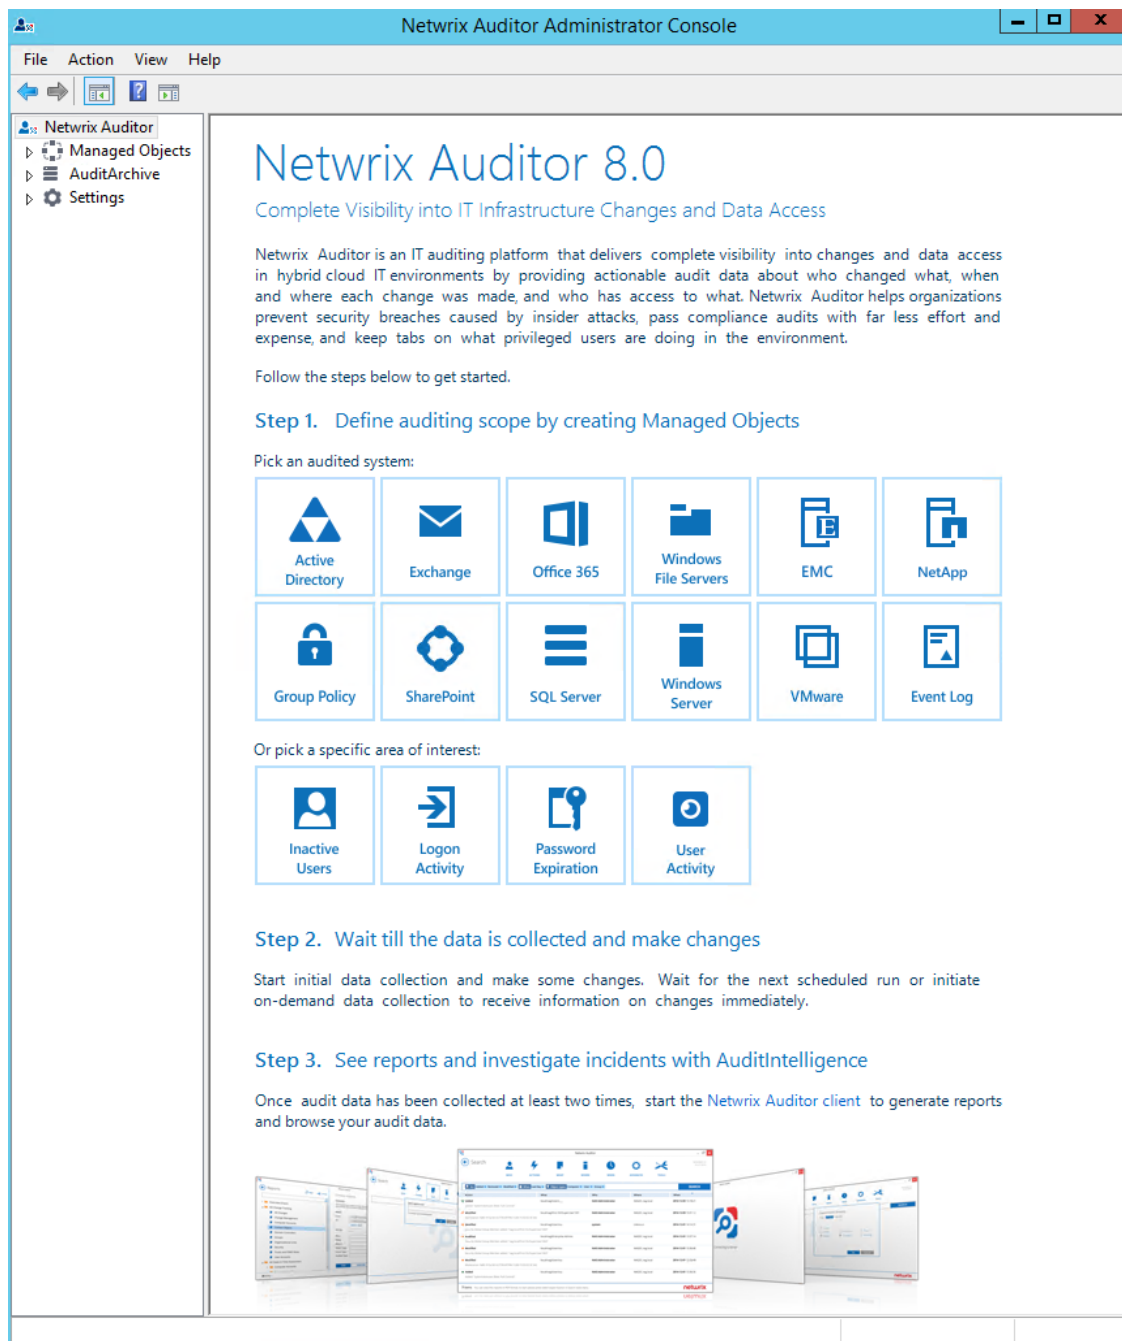 Netwrix Auditor Administrator Console
File Action View Help
Netwrix Auditor
Managed Objects
AuditArchive
Settings
Netwrix Auditor 8.0
Complete Visibility into IT Infrastructure Changes and Data Access
Netwrix Auditor is an IT auditing platform that delivers complete visibility into changes and data access
in hybrid cloud IT environments by providing actionable audit data about who changed what, when
and where each change was made, and who has access to what. Netwrix Auditor helps organizations
prevent security breaches caused by insider attacks, pass compliance audits with far less effort and
expense, and keep tabs on what privileged users are doing in the environment.
Follow the steps below to get started.
Step 1. Define auditing scope by creating Managed Objects
Pick an audited system:
Active
Directory
Exchange
Office 365
Windows
File Servers
EMC
NetApp
Group Policy
SharePoint
SQL Server
Windows
Server
VMware
Event Log
Or pick a specific area of interest:
Inactive
Users
Logon
Activity
Password
Expiration
User
Activity
Step 2. Wait till the data is collected and make changes
Start initial data collection and make some changes. Wait for the next scheduled run or initiate
on-demand data collection to receive information on changes immediately.
Step 3. See reports and investigate incidents with AuditIntelligence
Once audit data has been collected at least two times, start the Netwrix Auditor client to generate reports
and browse your audit data.
Search
netwrix